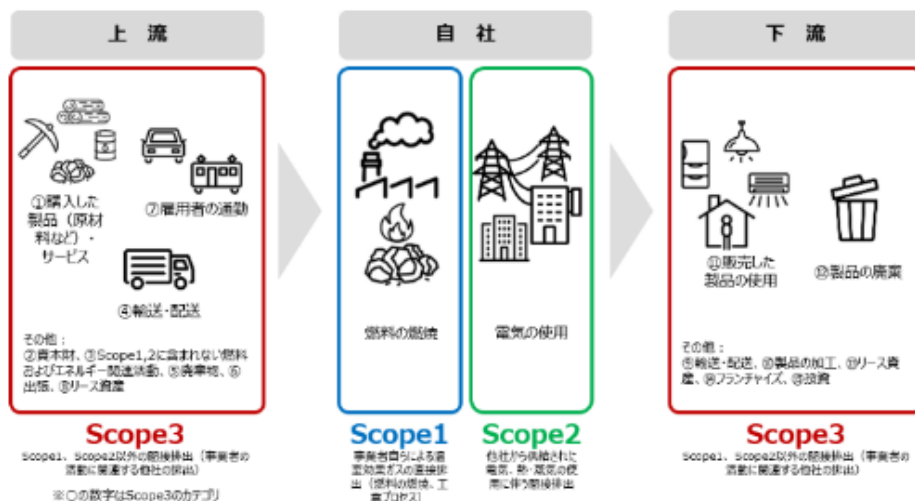 上流
自社
下流
①購入した
製品（原材
料など）・
サービス
⑦雇用者の通勤
④輸送・配送
その他：
②資本財、③Scope1,2に含まれない燃料
およびエネルギー関連活動、⑤廃棄物、⑥
出張、⑧リース資産
燃料の燃焼
電気の使用
⑪販売した
製品の使用
⑫製品の廃棄
その他：
⑨輸送・配送、⑩製品の加工、⑬リース資
産、⑭フランチャイズ、⑮投資
Scope3
Scope1、Scope2以外の間接排出（事業者の
活動に関連する他社の排出）
※○の数字はScope3のカテゴリ
Scope1
事業者自らによる温
室効果ガスの直接排
出（燃料の燃焼、工
業プロセス）
Scope2
他社から供給された
電気、熱・蒸気の使
用に伴う間接排出
Scope3
Scope1、Scope2以外の間接排出（事業者の
活動に関連する他社の排出）